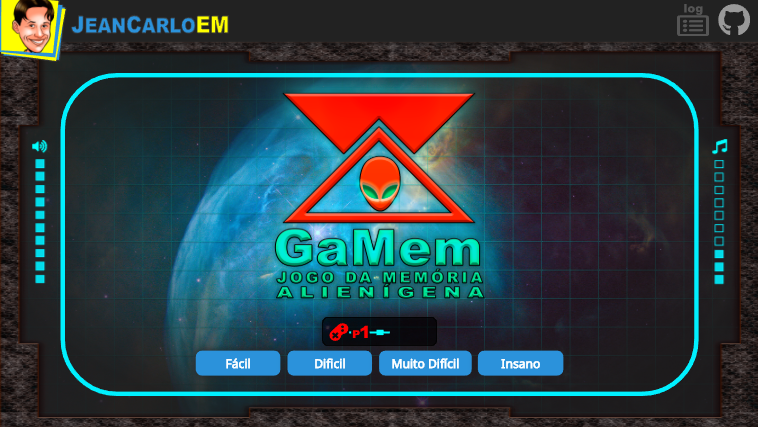 JEANCARLOEM
log
GaMem
JOGO DA MEMÓRIA
ALIENÍGENA
P1
Fácil
Difícil
Muito Difícil
Insano